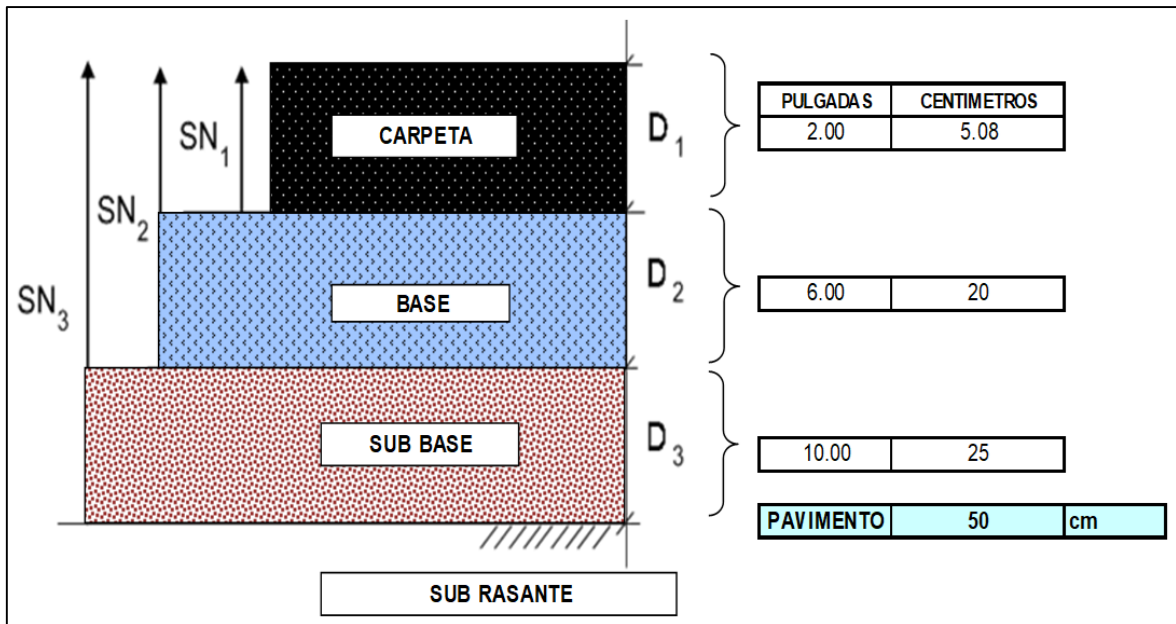 PULGADAS CENTIMETROS
2.00 5.08
CARPETA
D1
SN1
SN2
SN3
BASE
D2
6.00 20
SUB BASE
D3
10.00 25
PAVIMENTO 50 cm
SUB RASANTE